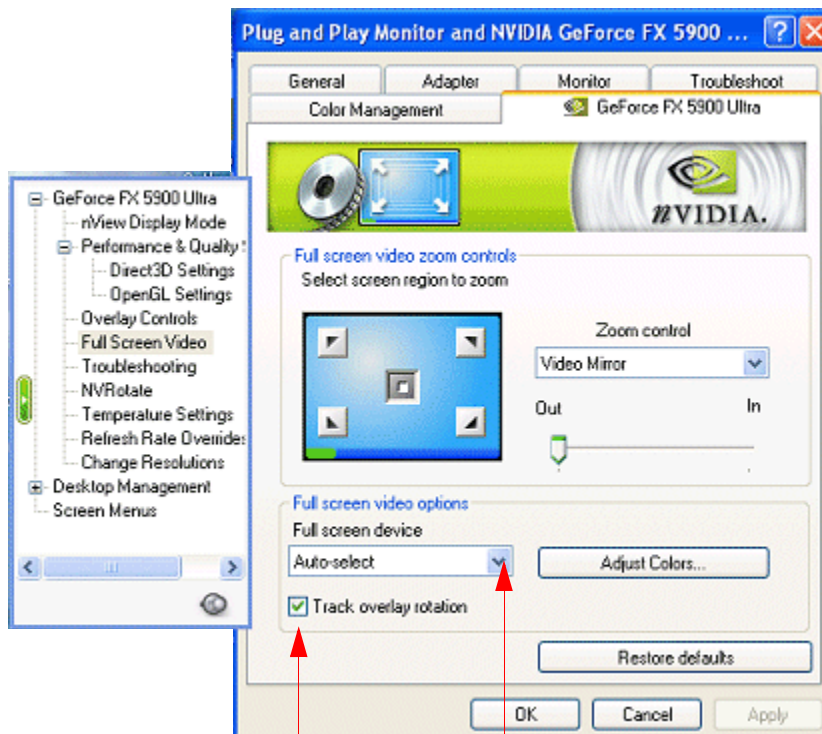 Plug and Play Monitor and NVIDIA GeForce FX 5900 ...
General Adapter Monitor Troubleshoot
Color Management GeForce FX 5900 Ultra
nVIDIA.
GeForce FX 5900 Ultra
nView Display Mode
Performance & Quality
Direct3D Settings
OpenGL Settings
Overlay Controls
Full Screen Video
Troubleshooting
NVRotate
Temperature Settings
Refresh Rate Overrides
Change Resolutions
Desktop Management
Screen Menus
Full screen video zoom controls
Select screen region to zoom
Zoom control
Video Mirror
Out In
Full screen video options
Full screen device
Auto-select
Adjust Colors...
Track overlay rotation
Restore defaults
OK Cancel Apply